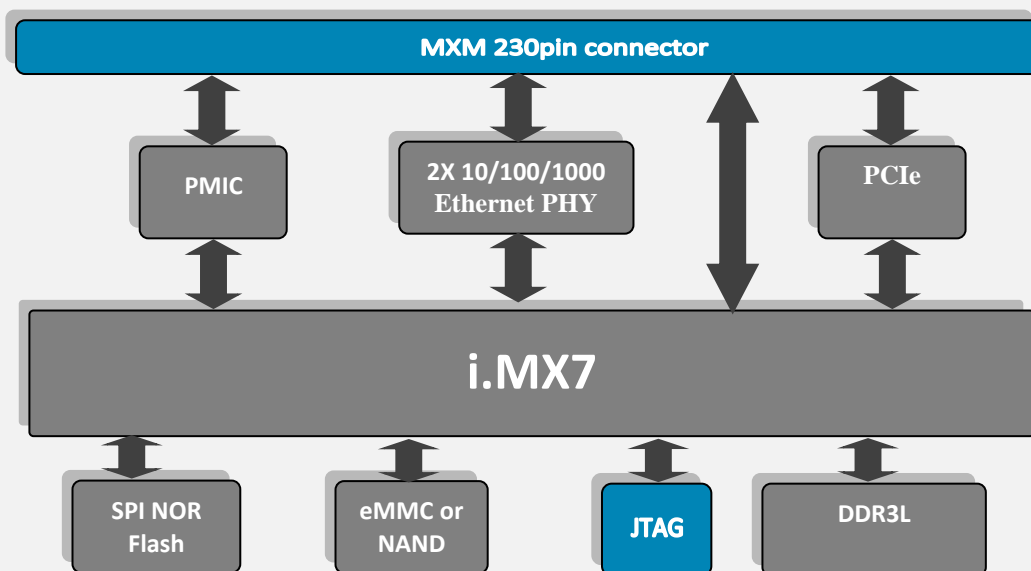 MXM 230pin connector
PMIC
2X 10/100/1000
Ethernet PHY
PCIe
i.MX7
SPI NOR
Flash
eMMC or
NAND
JTAG
DDR3L